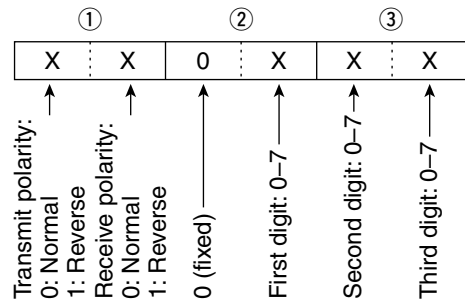 ① ② ③
X X 0 X X X
Transmit polarity:
0: Normal
1: Reverse
Receive polarity:
0: Normal
1: Reverse
0 (fixed)
First digit: 0–7
Second digit: 0–7
Third digit: 0–7